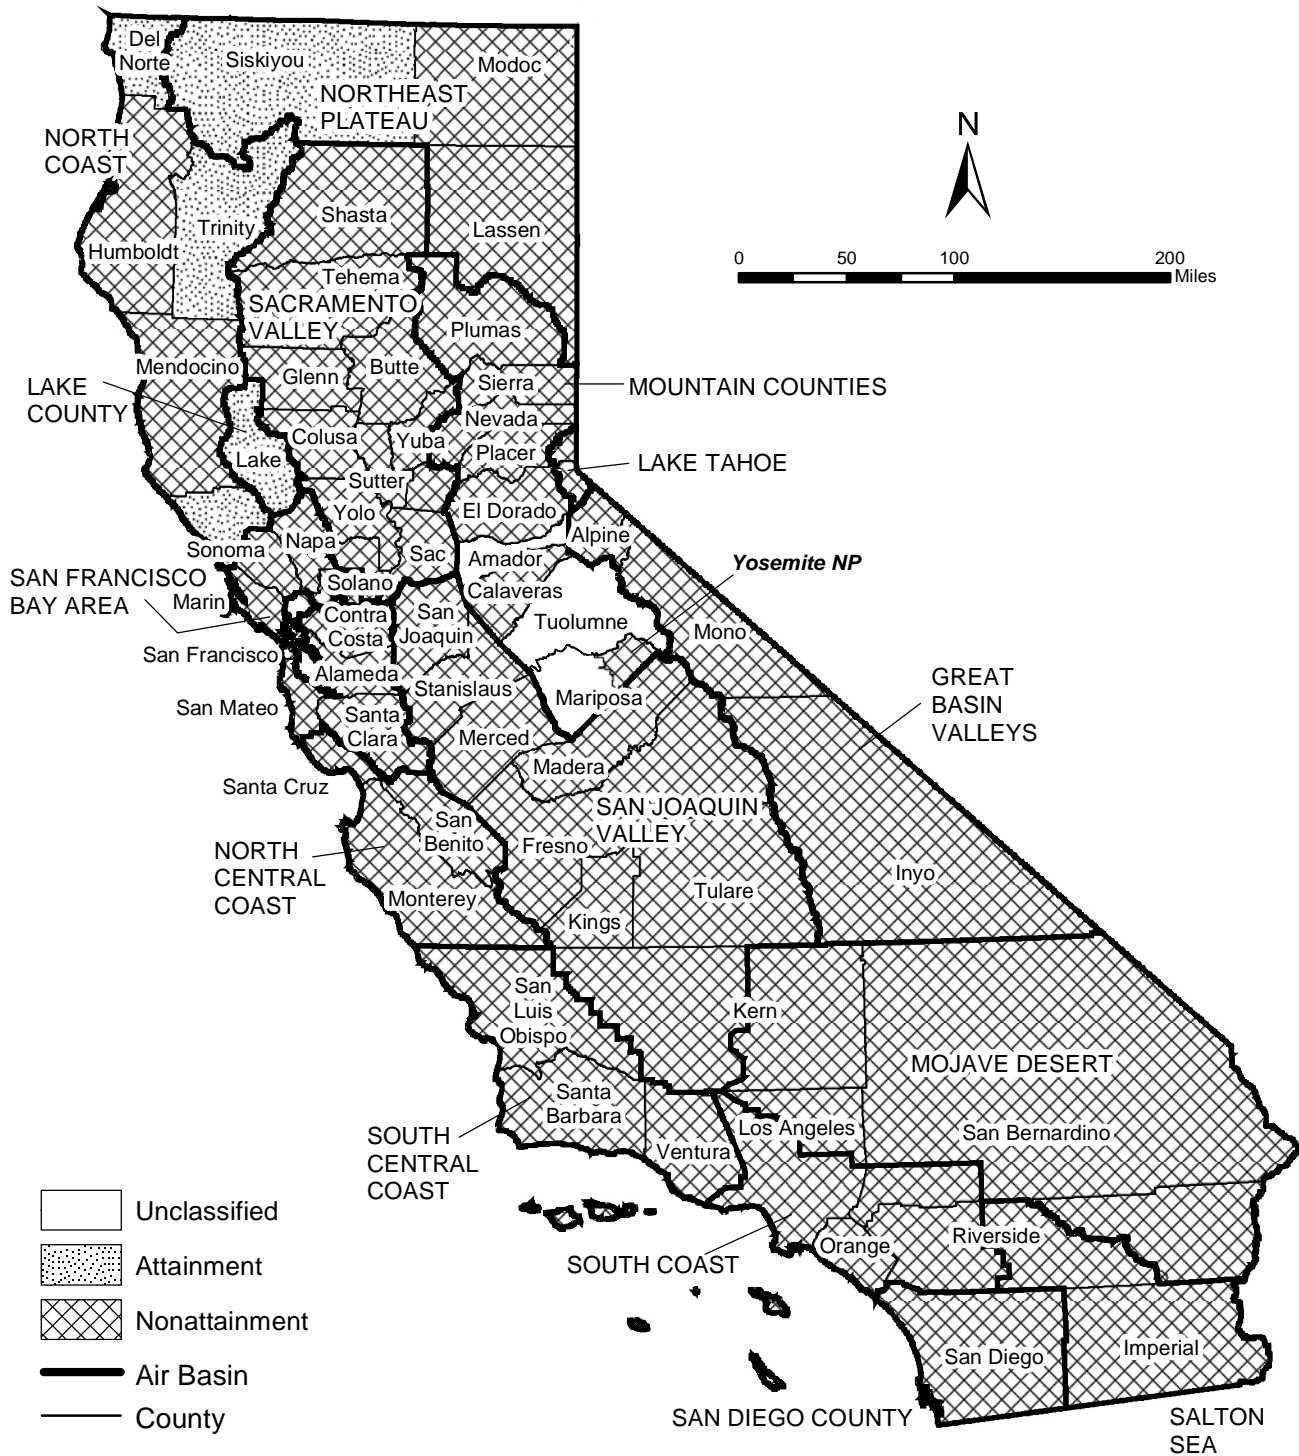 Del
Norte
Siskiyou
Modoc
NORTHEAST
PLATEAU
NORTH
COAST
N
Trinity
Shasta
Lassen
Humboldt
0 50 100 200
Miles
Tehema
SACRAMENTO
VALLEY
Plumas
Mendocino
Glenn
Butte
Sierra
MOUNTAIN COUNTIES
LAKE
COUNTY
Nevada
Colusa
Yuba
Placer
Lake
LAKE TAHOE
Sutter
Yolo
El Dorado
Napa
Sonoma
Sac
Alpine
Amador
Yosemite NP
SAN FRANCISCO
BAY AREA
Solano
Calaveras
Marin
Contra
Costa
San
Joaquin
Tuolumne
Mono
San Francisco
Alameda
Stanislaus
Mariposa
GREAT
BASIN
VALLEYS
San Mateo
Santa
Clara
Merced
Madera
Santa Cruz
SAN JOAQUIN
VALLEY
San
Benito
Fresno
NORTH
CENTRAL
COAST
Inyo
Tulare
Monterey
Kings
San
Luis
Obispo
Kern
MOJAVE DESERT
Santa
Barbara
Los Angeles
San Bernardino
SOUTH
CENTRAL
COAST
Ventura
Unclassified
Orange
Riverside
SOUTH COAST
Attainment
Nonattainment
San Diego
Imperial
Air Basin
County
SAN DIEGO COUNTY
SALTON
SEA